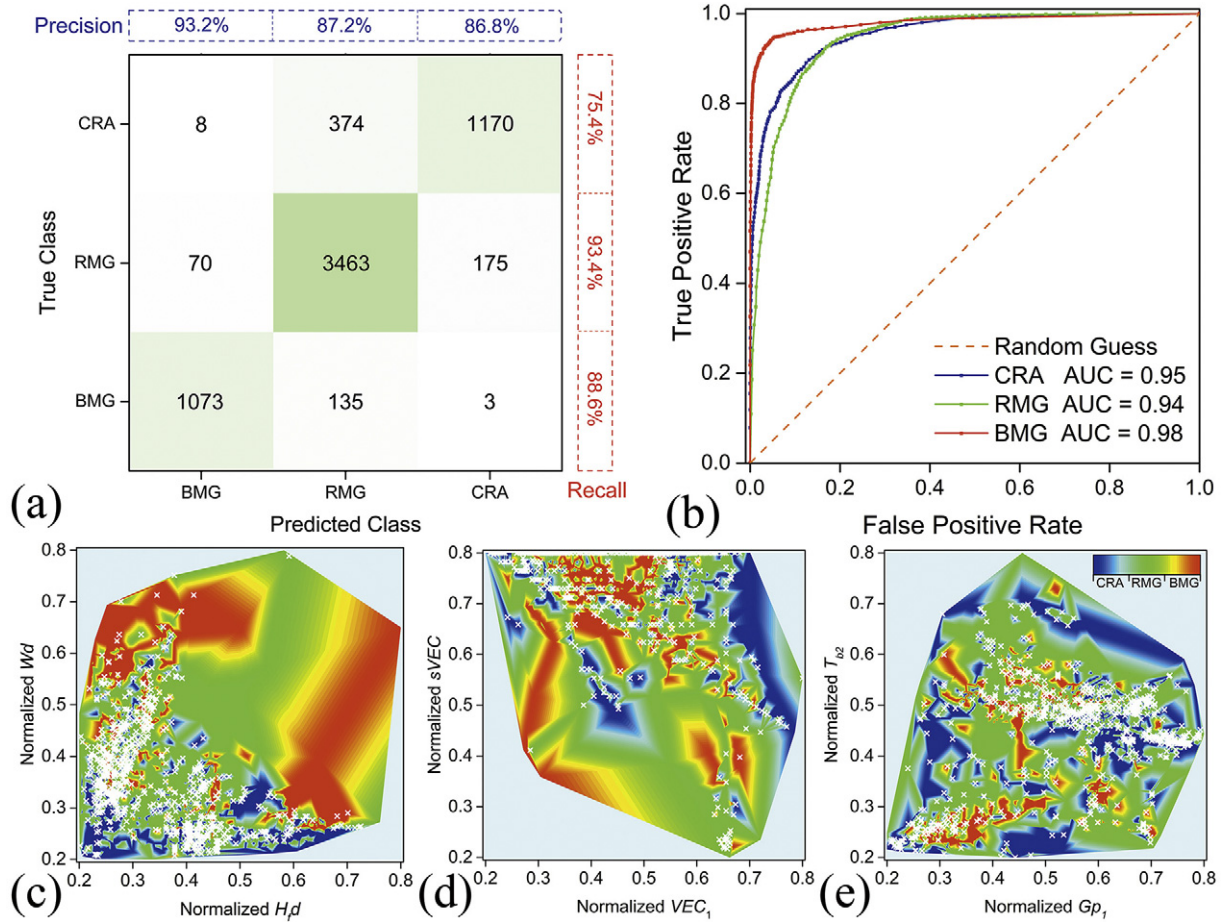 Precision 93.2% 87.2% 86.8%
CRA 8 374 1170 75.4%
RMG 70 3463 175 93.4%
BMG 1073 135 3 88.6%
BMG RMG CRA Recall
True Class
Predicted Class
(a)
1.0
0.8
0.6
0.4
0.2
0.0
True Positive Rate
Random Guess
CRA AUC = 0.95
RMG AUC = 0.94
BMG AUC = 0.98
0.0 0.2 0.4 0.6 0.8 1.0
False Positive Rate
(b)
0.8
0.7
0.6
0.5
0.4
0.3
0.2
Normalized Wd
0.2 0.3 0.4 0.5 0.6 0.7 0.8
Normalized H_fd
(c)
0.8
0.7
0.6
0.5
0.4
0.3
0.2
Normalized sVEC
0.2 0.3 0.4 0.5 0.6 0.7 0.8
Normalized VEC₁
(d)
CRA RMG BMG
0.8
0.7
0.6
0.5
0.4
0.3
0.2
Normalized T_b2
0.2 0.3 0.4 0.5 0.6 0.7 0.8
Normalized Gp₁
(e)